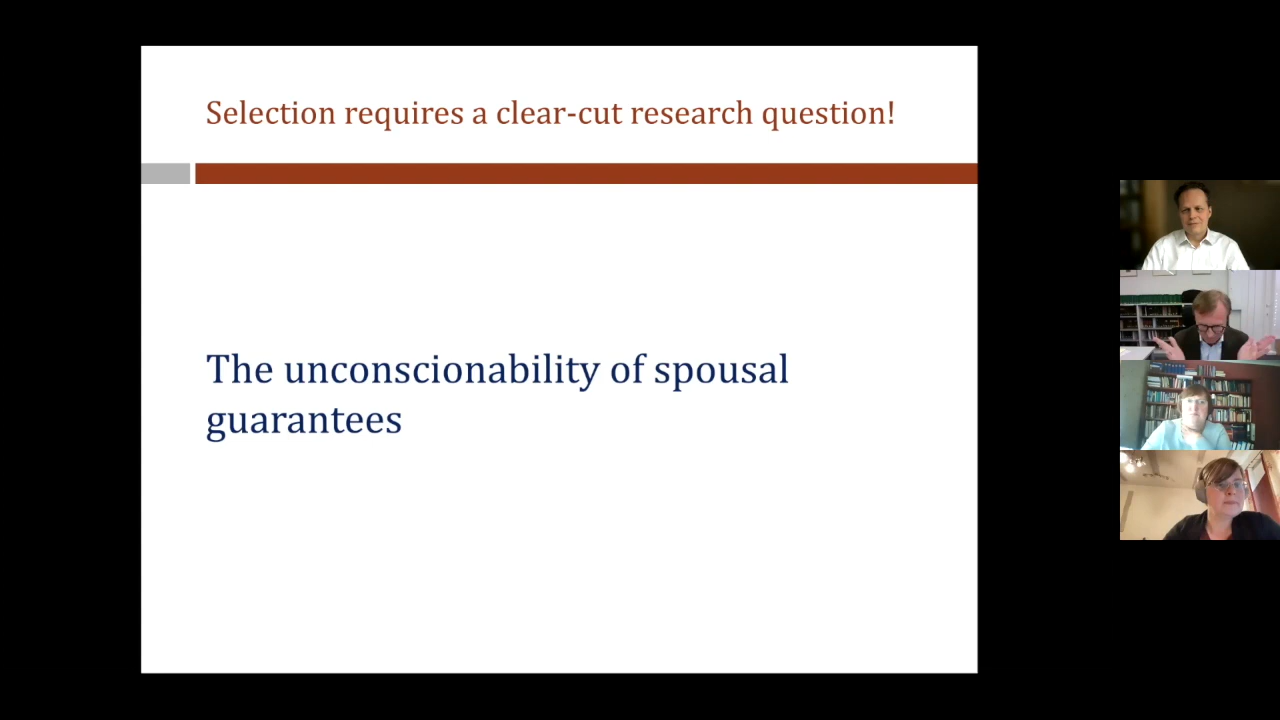 Selection requires a clear-cut research question!
The unconscionability of spousal
guarantees